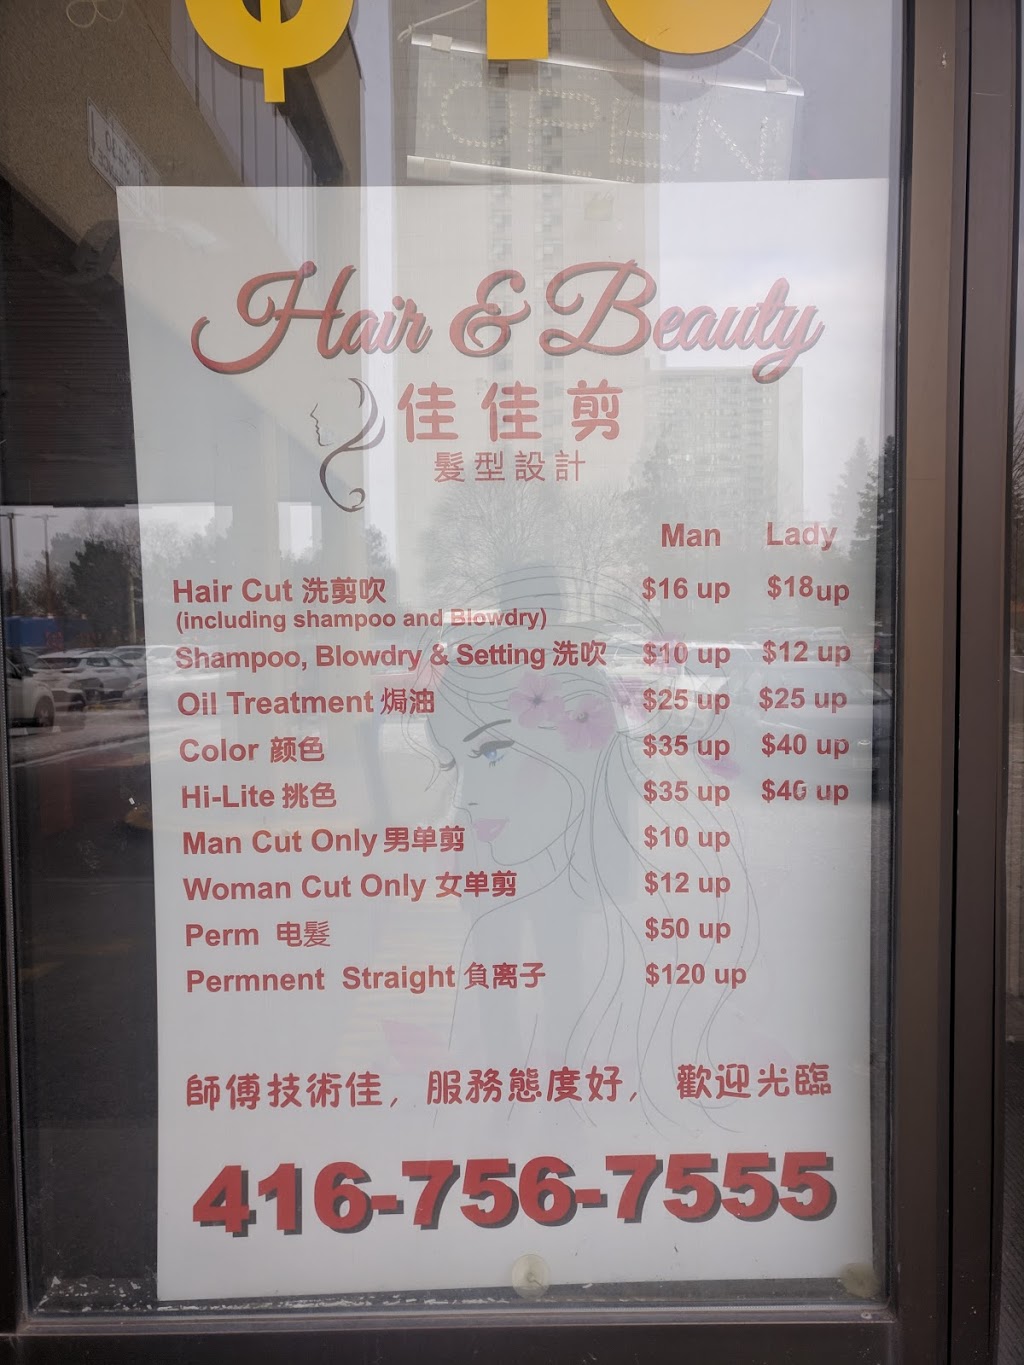 OPEN
Hair & Beauty
佳佳剪
髮型設計
Man Lady
Hair Cut 洗剪吹 $16 up $18up
(including shampoo and Blowdry)
Shampoo, Blowdry & Setting 洗吹 $10 up $12 up
Oil Treatment 焗油 $25 up $25 up
Color 颜色 $35 up $40 up
Hi-Lite 挑色 $35 up $40 up
Man Cut Only 男单剪 $10 up
Woman Cut Only 女单剪 $12 up
Perm 电髮 $50 up
Permnent Straight 負离子 $120 up
師傅技術佳, 服務態度好, 歡迎光臨
416-756-7555